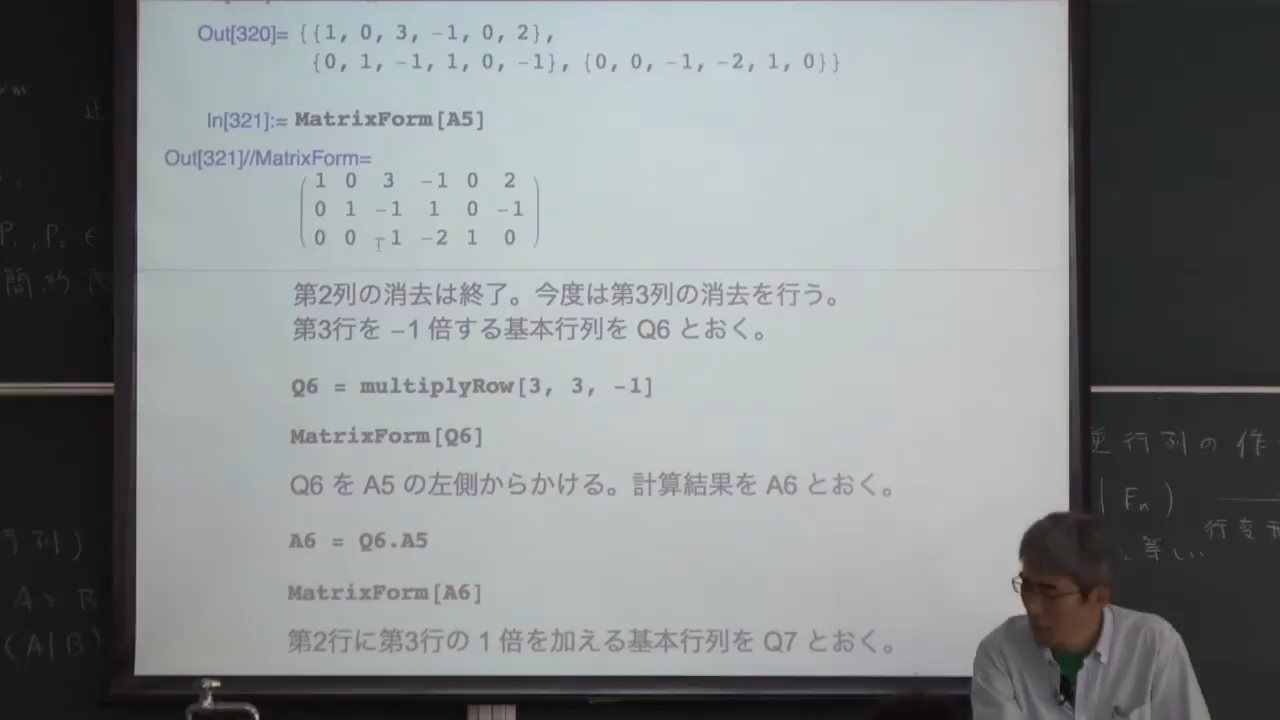 Out[320]= {{1, 0, 3, -1, 0, 2},
{0, 1, -1, 1, 0, -1}, {0, 0, -1, -2, 1, 0}}
In[321]:= MatrixForm[A5]
Out[321]//MatrixForm=
1 0 3 -1 0 2
0 1 -1 1 0 -1
0 0 -1 -2 1 0
第2列の消去は終了。今度は第3列の消去を行う。
第3行を -1 倍する基本行列を Q6 とおく。
Q6 = multiplyRow[3, 3, -1]
MatrixForm[Q6]
Q6 を A5 の左側からかける。計算結果を A6 とおく。
A6 = Q6.A5
MatrixForm[A6]
第2行に第3行の 1 倍を加える基本行列を Q7 とおく。
逆行列の作
| En )
行変形
等しい
(A|B)